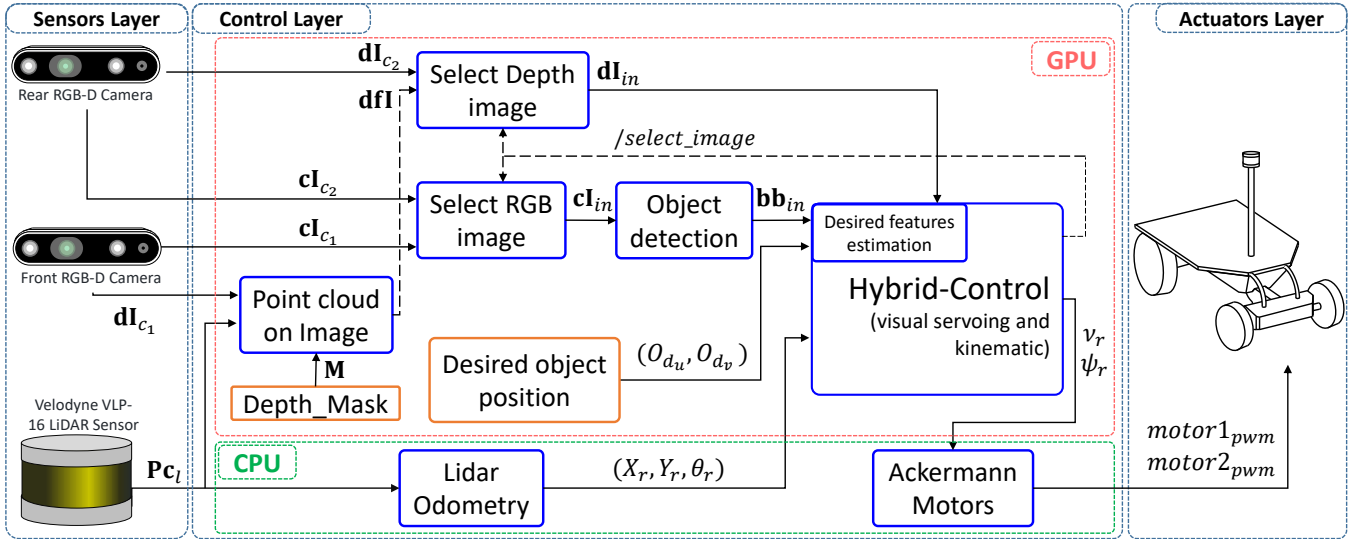 Sensors Layer
Control Layer
Actuators Layer
GPU
Rear RGB-D Camera
dI_{c_2}
dfI
Select Depth
image
dI_{in}
/select_image
cI_{c_2}
cI_{c_1}
Select RGB
image
cI_{in}
Object
detection
bb_{in}
Desired features
estimation
Front RGB-D Camera
dI_{c_1}
Point cloud
on Image
M
Depth_Mask
Hybrid-Control
(visual servoing and
kinematic)
Desired object
position
(O_{d_u}, O_{d_v})
ν_r
ψ_r
Velodyne VLP-
16 LiDAR Sensor
Pc_l
CPU
Lidar
Odometry
(X_r, Y_r, θ_r)
Ackermann
Motors
motor1_{pwm}
motor2_{pwm}